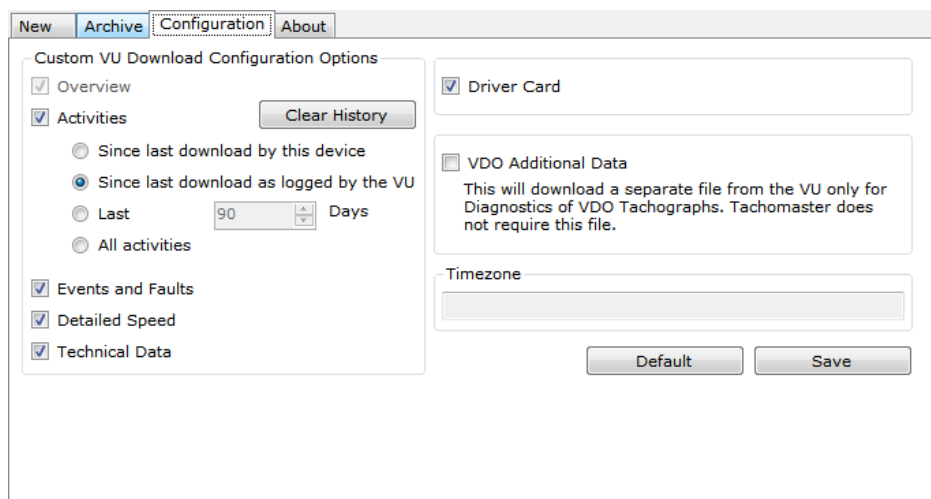 New Archive Configuration About
Custom VU Download Configuration Options
Overview
Activities
Clear History
Since last download by this device
Since last download as logged by the VU
Last 90 Days
All activities
Events and Faults
Detailed Speed
Technical Data
Driver Card
VDO Additional Data
This will download a separate file from the VU only for
Diagnostics of VDO Tachographs. Tachomaster does
not require this file.
Timezone
Default Save